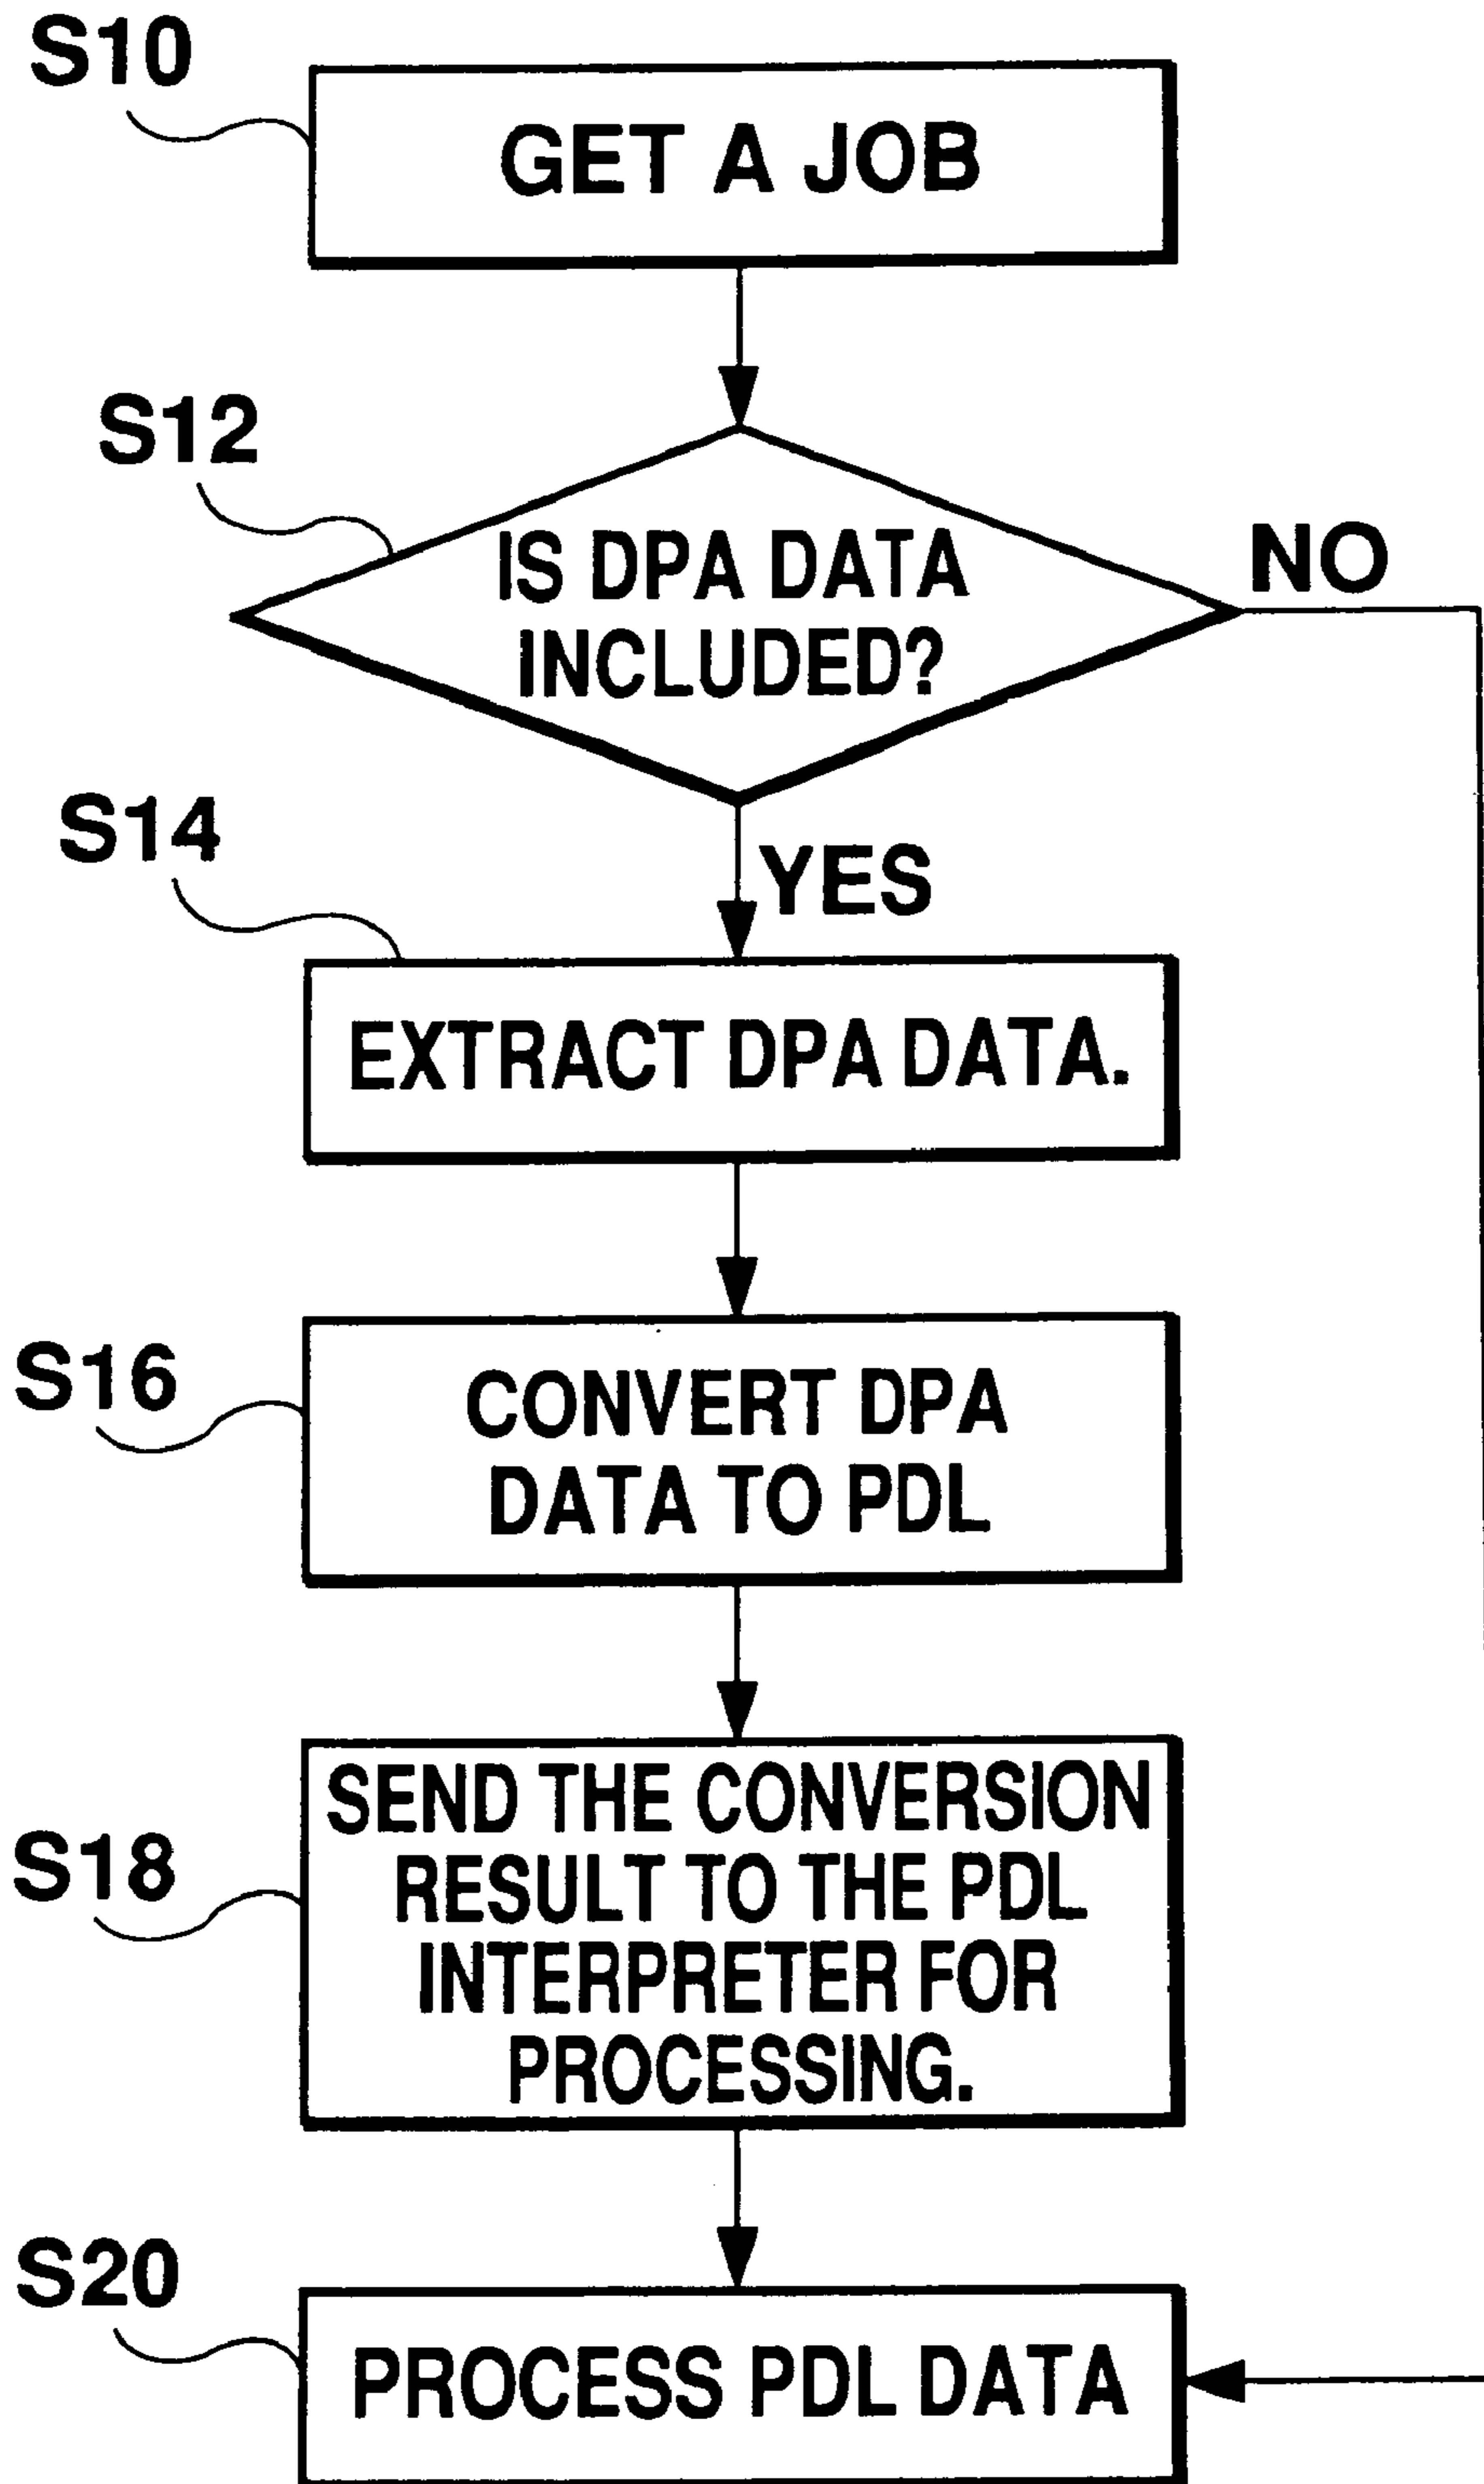 S10
GET A JOB
S12
IS DPA DATA
INCLUDED?
NO
S14
YES
EXTRACT DPA DATA.
S16
CONVERT DPA
DATA TO PDL
S18
SEND THE CONVERSION
RESULT TO THE PDL
INTERPRETER FOR
PROCESSING.
S20
PROCESS PDL DATA